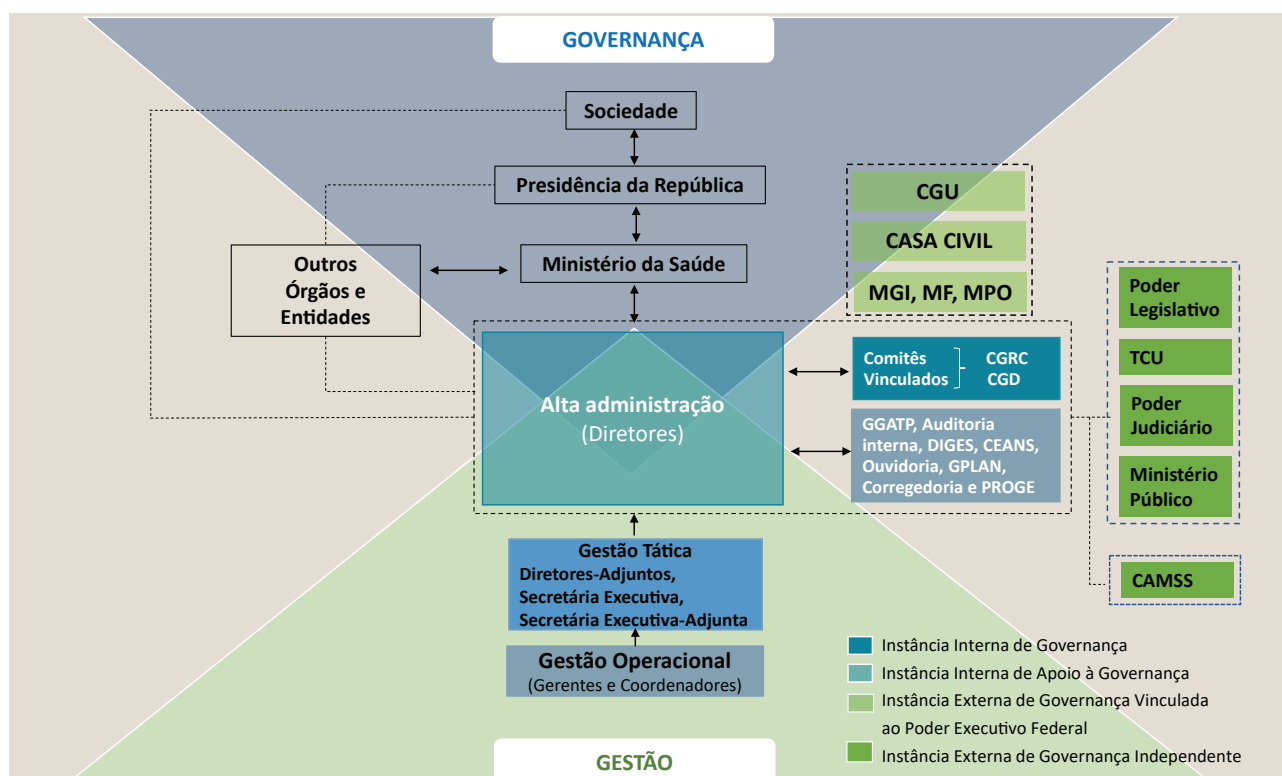 GOVERNANÇA
Sociedade
Presidência da República
Ministério da Saúde
Outros
Órgãos e
Entidades
CGU
CASA CIVIL
MGI, MF, MPO
Poder
Legislativo
TCU
Poder
Judiciário
Ministério
Público
CAMSS
Alta administração
(Diretores)
Comitês
Vinculados
CGRC
CGD
GGATP, Auditoria
interna, DIGES, CEANS,
Ouvidoria, GPLAN,
Corregedoria e PROGE
Gestão Tática
Diretores-Adjuntos,
Secretária Executiva,
Secretária Executiva-Adjunta
Gestão Operacional
(Gerentes e Coordenadores)
Instância Interna de Governança
Instância Interna de Apoio à Governança
Instância Externa de Governança Vinculada
ao Poder Executivo Federal
Instância Externa de Governança Independente
GESTÃO